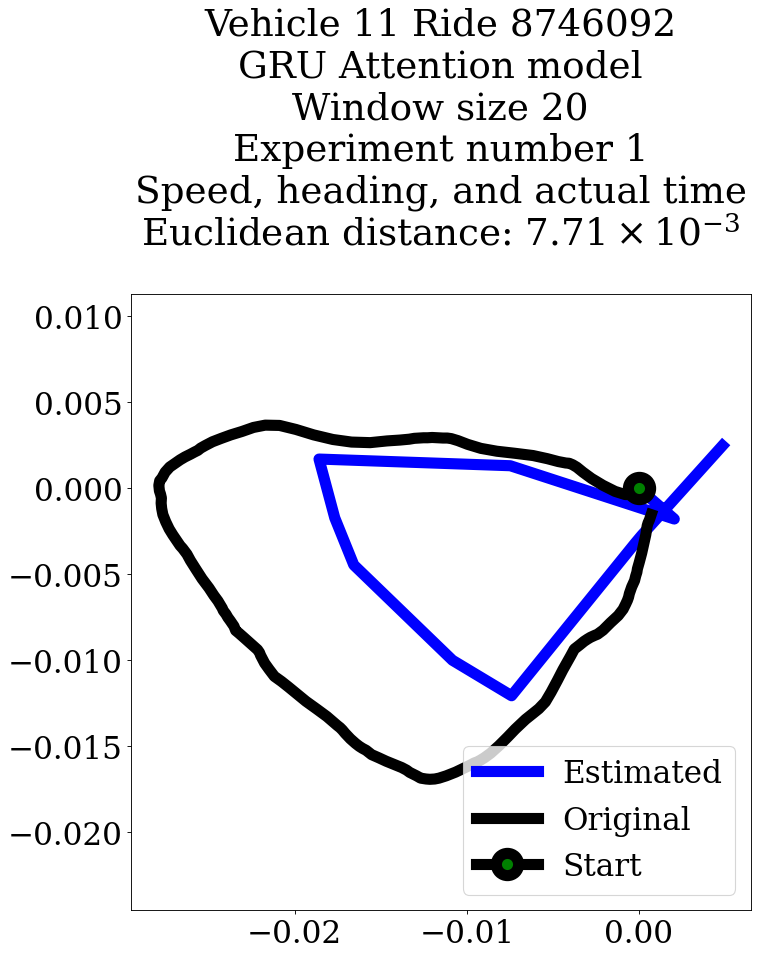 Vehicle 11 Ride 8746092
GRU Attention model
Window size 20
Experiment number 1
Speed, heading, and actual time
Euclidean distance: 7.71 × 10⁻³
0.010
0.005
0.000
−0.005
−0.010
−0.015
−0.020
Estimated
Original
Start
−0.02
−0.01
0.00